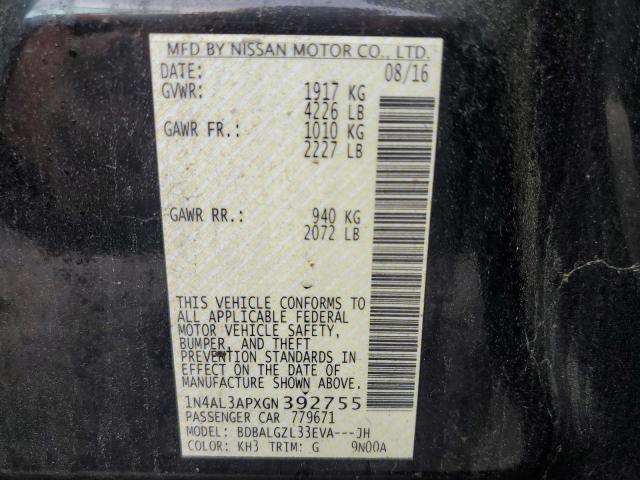 MFD BY NISSAN MOTOR CO., LTD.
DATE: 08/16
GVWR: 1917 KG
4226 LB
GAWR FR.: 1010 KG
2227 LB
GAWR RR.: 940 KG
2072 LB
THIS VEHICLE CONFORMS TO
ALL APPLICABLE FEDERAL
MOTOR VEHICLE SAFETY,
BUMPER, AND THEFT
PREVENTION STANDARDS IN
EFFECT ON THE DATE OF
MANUFACTURE SHOWN ABOVE.
1N4AL3APXGN392755
PASSENGER CAR 779671
MODEL: BDBALGZL33EVA---JH
COLOR: KH3 TRIM: G 9N00A